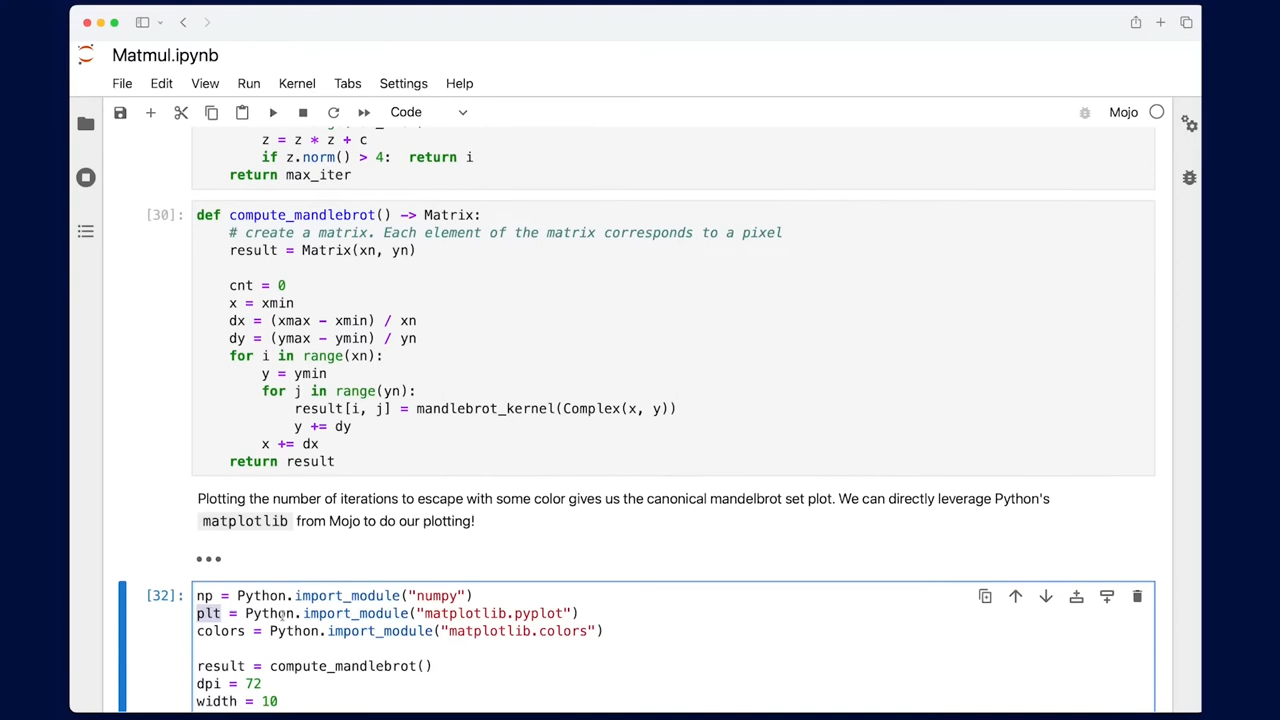 Matmul.ipynb
File Edit View Run Kernel Tabs Settings Help
Code
Mojo
z = z * z + c
if z.norm() > 4: return i
return max_iter
[30]:
def compute_mandlebrot() -> Matrix:
# create a matrix. Each element of the matrix corresponds to a pixel
result = Matrix(xn, yn)
cnt = 0
x = xmin
dx = (xmax - xmin) / xn
dy = (ymax - ymin) / yn
for i in range(xn):
y = ymin
for j in range(yn):
result[i, j] = mandlebrot_kernel(Complex(x, y))
y += dy
x += dx
return result
Plotting the number of iterations to escape with some color gives us the canonical mandelbrot set plot. We can directly leverage Python's
matplotlib from Mojo to do our plotting!
[32]:
np = Python.import_module("numpy")
plt = Python.import_module("matplotlib.pyplot")
colors = Python.import_module("matplotlib.colors")
result = compute_mandlebrot()
dpi = 72
width = 10